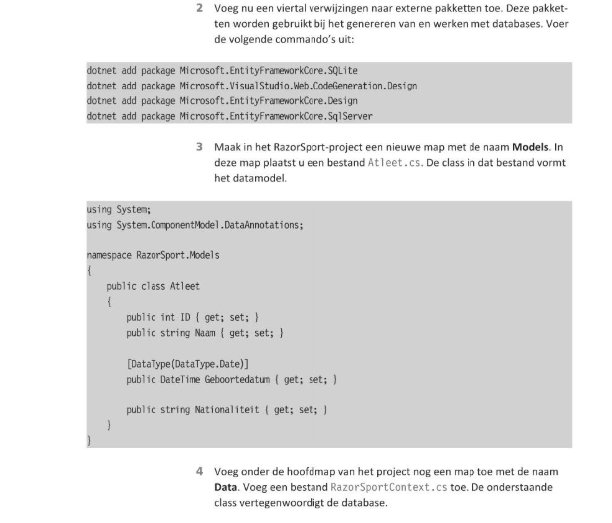 2 Voeg nu een viertal verwijzingen naar externe pakketten toe. Deze pakket-
ten worden gebruikt bij het genereren van en werken met databases. Voer
de volgende commando's uit:
dotnet add package Microsoft.EntityFrameworkCore.SQLite
dotnet add package Microsoft.VisualStudio.Web.CodeGeneration.Design
dotnet add package Microsoft.EntityFrameworkCore.Design
dotnet add package Microsoft.EntityFrameworkCore.SqlServer
3 Maak in het RazorSport-project een nieuwe map met de naam Models. In
deze map plaatst u een bestand Atleet.cs. De class in dat bestand vormt
het datamodel.
using System;
using System.ComponentModel.DataAnnotations;
namespace RazorSport.Models
{
public class Atleet
{
public int ID { get; set; }
public string Naam { get; set; }
[DataType(DataType.Date)]
public DateTime Geboortedatum { get; set; }
public string Nationaliteit { get; set; }
}
}
4 Voeg onder de hoofdmap van het project nog een map toe met de naam
Data. Voeg een bestand RazorSportContext.cs toe. De onderstaande
class vertegenwoordigt de database.